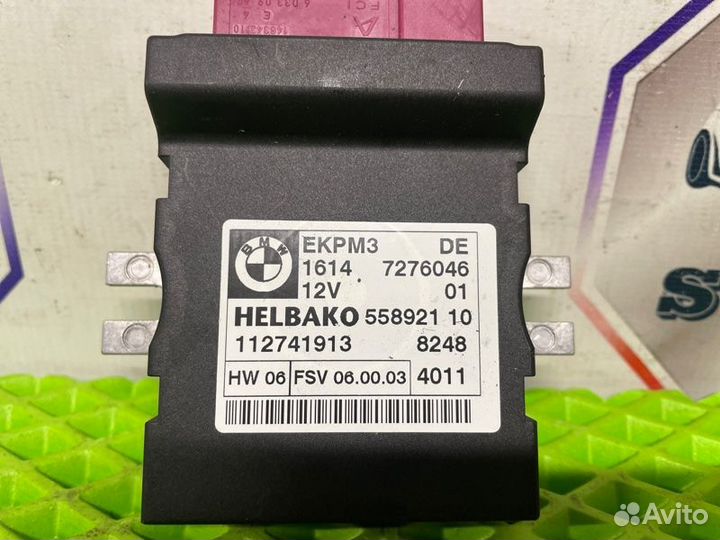 BMW
EKPM3 DE
1614 7276046
12V 01
HELBAKO 558921 10
112741913 8248
HW 06 FSV 06.00.03 4011
Avito